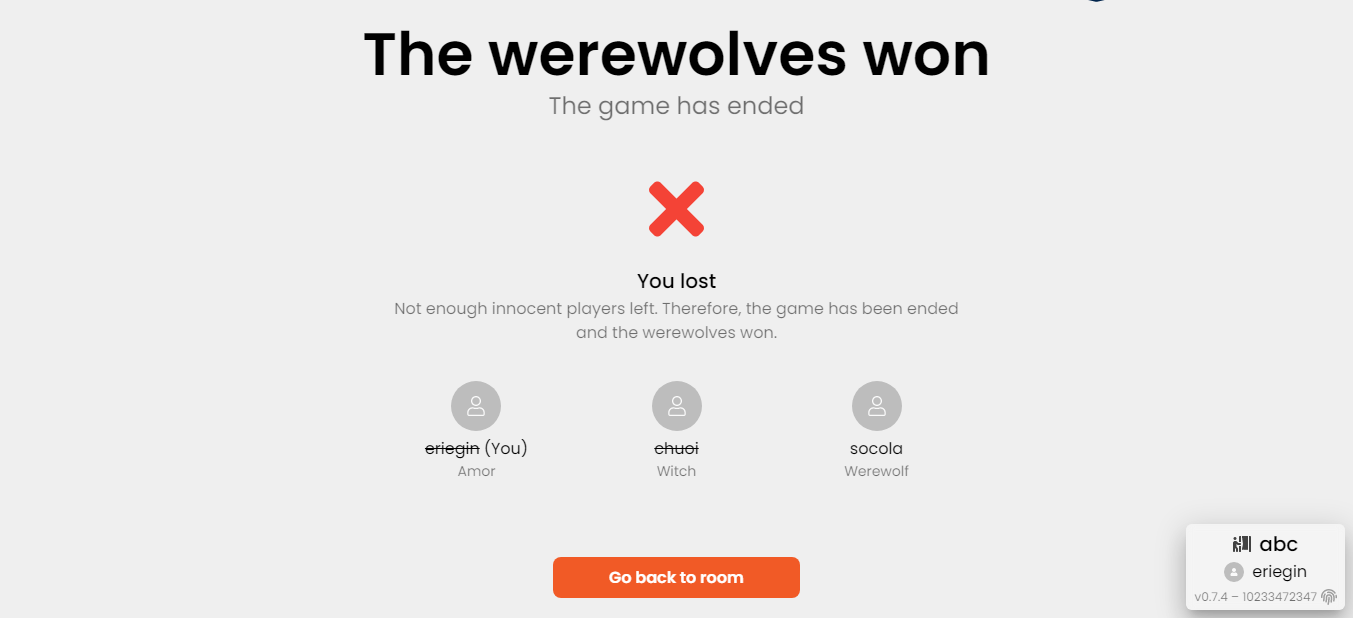 The werewolves won
The game has ended
You lost
Not enough innocent players left. Therefore, the game has been ended
and the werewolves won.
eriegin (You)
Amor
chuoi
Witch
socola
Werewolf
Go back to room
abc
eriegin
v0.7.4 – 10233472347